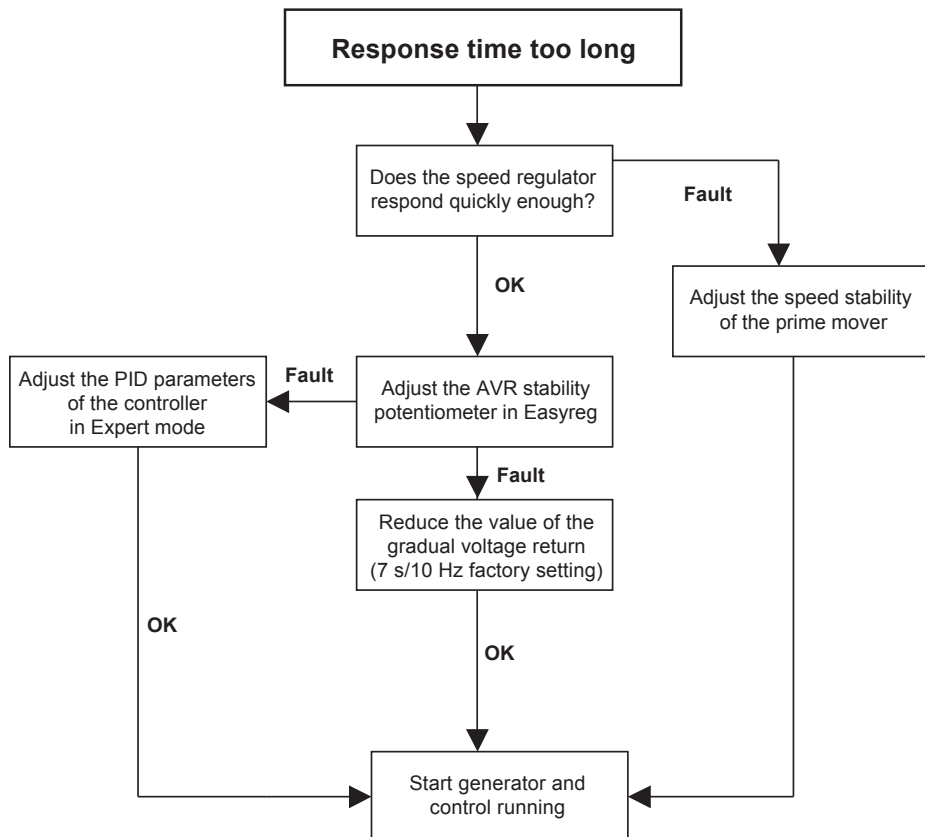 Response time too long
Does the speed regulator
respond quickly enough?
Fault
OK
Adjust the speed stability
of the prime mover
Adjust the PID parameters
of the controller
in Expert mode
Fault
Adjust the AVR stability
potentiometer in Easyreg
Fault
Reduce the value of the
gradual voltage return
(7 s/10 Hz factory setting)
OK
OK
Start generator and
control running